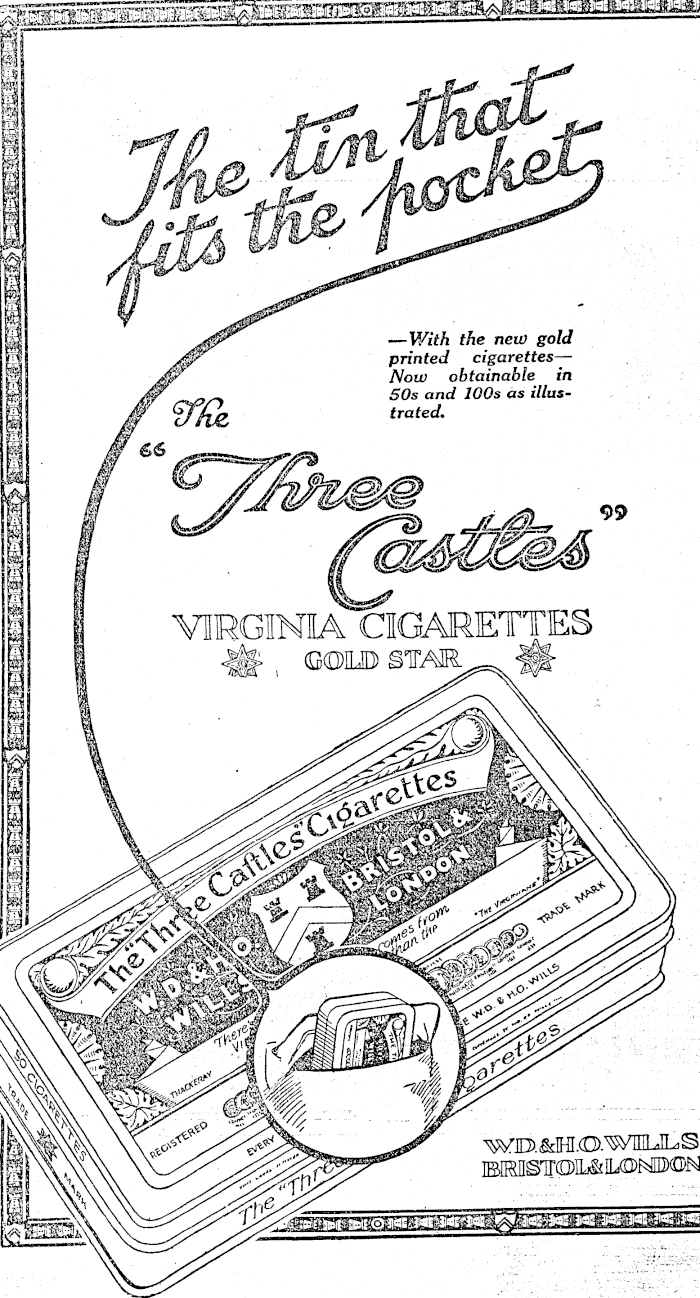 The tin that
fits the pocket
—With the new gold
printed cigarettes—
Now obtainable in
50s and 100s as illus-
trated.
The
“Three
Castles”
VIRGINIA CIGARETTES
GOLD STAR
The "Three Castles" Cigarettes
W.D. & H.O.
WILLS
BRISTOL &
LONDON
There
comes from
than the
THACKERAY
"THE VIRGINIANS"
REGISTERED
TRADE MARK
EVERY
W.D. & H.O. WILLS
50 CIGARETTES
TRADE
MARK
The "Three
garettes
W.D.&H.O.WILLS
BRISTOL&LONDON